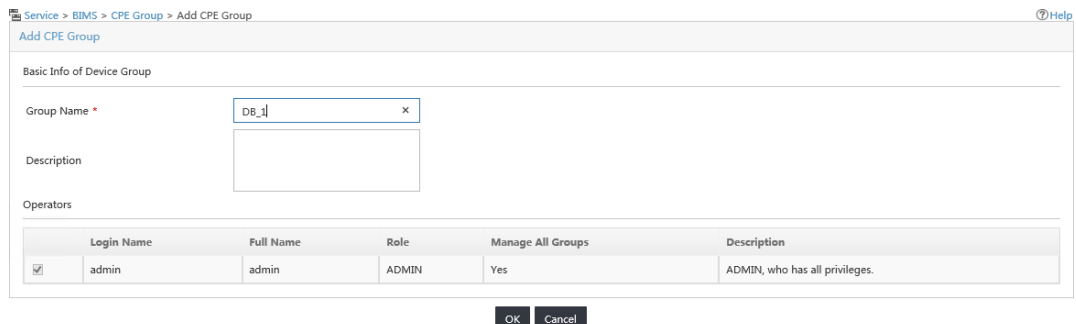 Service > BIMS > CPE Group > Add CPE Group Help
Add CPE Group
Basic Info of Device Group
Group Name * DB_1
Description
Operators
Login Name Full Name Role Manage All Groups Description
admin admin ADMIN Yes ADMIN, who has all privileges.
OK Cancel